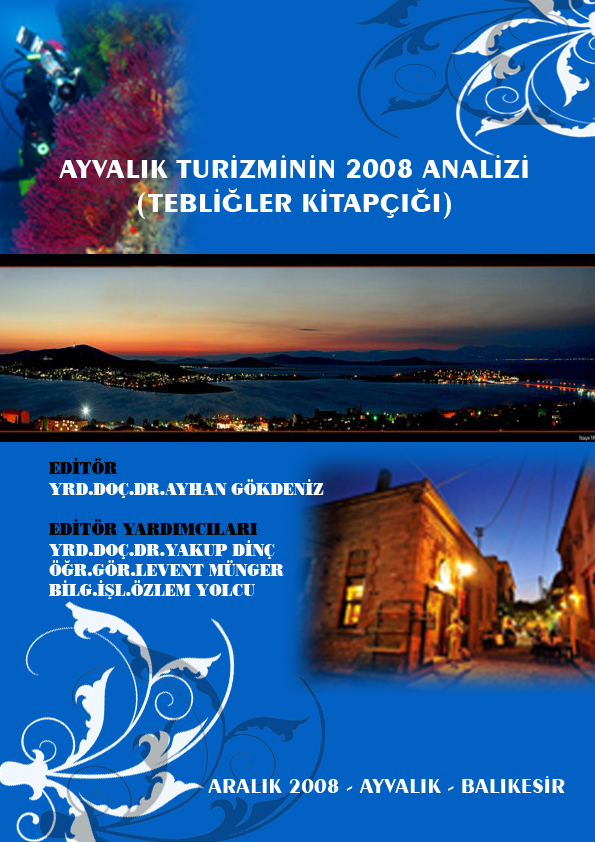 AYVALIK TURİZMİNİN 2008 ANALİZİ
(TEBLİĞLER KİTAPÇIĞI)
EDİTÖR
YRD.DOÇ.DR.AYHAN GÖKDENİZ
EDİTÖR YARDIMCILARI
YRD.DOÇ.DR.YAKUP DİNÇ
ÖĞR.GÖR.LEVENT MÜNGER
BİLG.İŞL.ÖZLEM YOLCU
ARALIK 2008 - AYVALIK - BALIKESİR